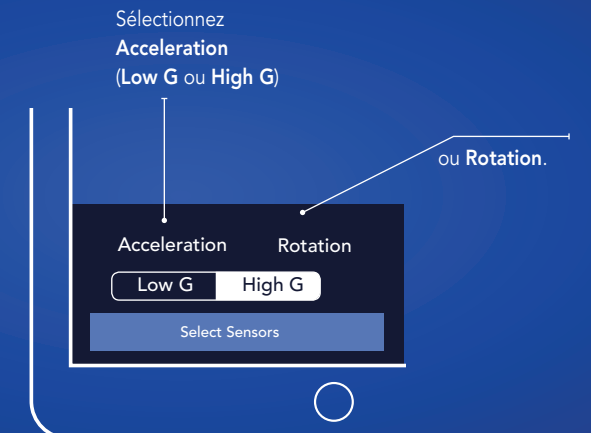 Sélectionnez
Acceleration
(Low G ou High G)
ou Rotation.
Acceleration Rotation
Low G High G
Select Sensors